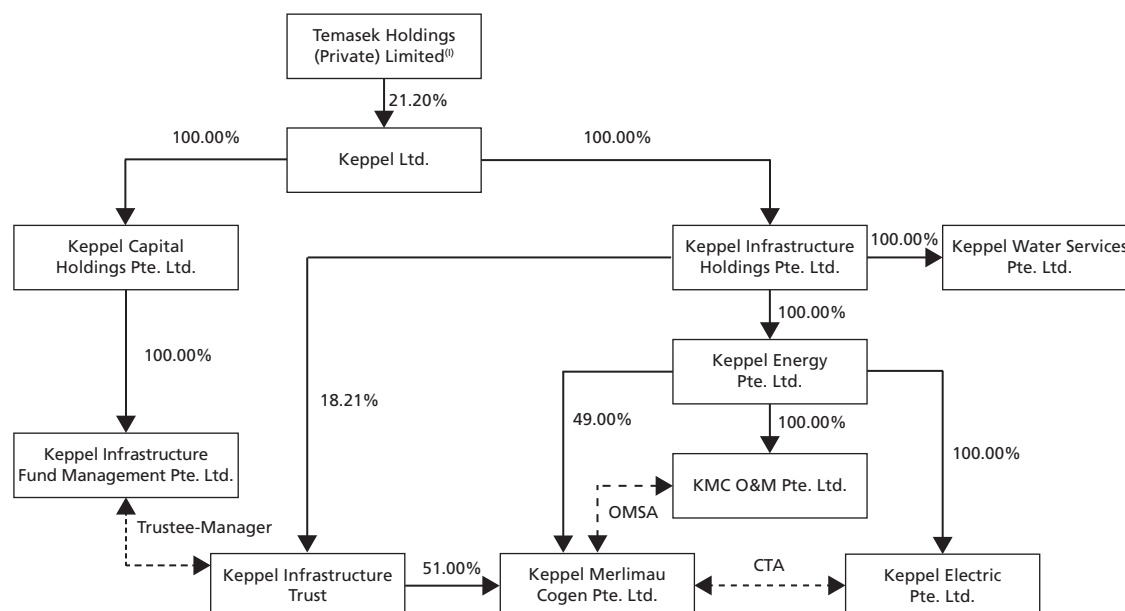 Temasek Holdings
(Private) Limited(I)
21.20%
100.00%
100.00%
Keppel Ltd.
Keppel Capital
Holdings Pte. Ltd.
Keppel Infrastructure
Holdings Pte. Ltd.
100.00%
Keppel Water Services
Pte. Ltd.
100.00%
100.00%
Keppel Energy
Pte. Ltd.
18.21%
49.00%
100.00%
100.00%
Keppel Infrastructure
Fund Management Pte. Ltd.
KMC O&M Pte. Ltd.
OMSA
Trustee-Manager
Keppel Infrastructure
Trust
51.00%
Keppel Merlimau
Cogen Pte. Ltd.
CTA
Keppel Electric
Pte. Ltd.